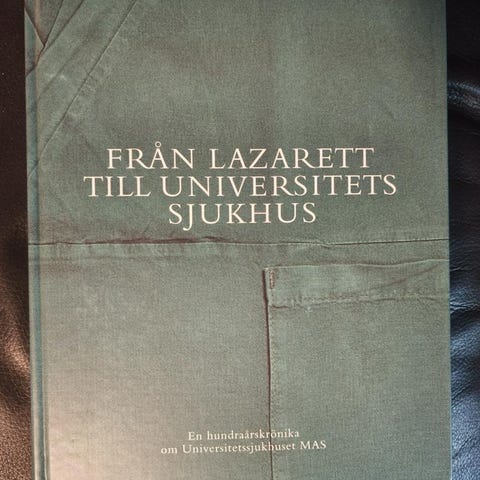 FRÅN LAZARETT
TILL UNIVERSITETS
SJUKHUS
En hundraårskrönika
om Universitetssjukhuset MAS